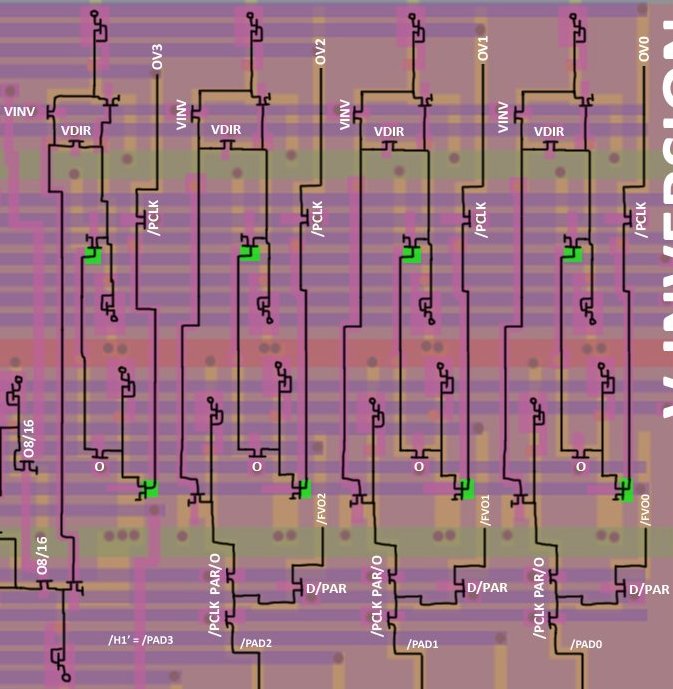 OV3
OV2
OV1
OV0
VINV
VINV
VINV
VINV
VDIR
VDIR
VDIR
VDIR
/PCLK
/PCLK
/PCLK
/PCLK
V. INVERSION
O8/16
O
O
O
O
/FVO2
/FVO1
/FVO0
O8/16
/PCLK PAR/O
/PCLK PAR/O
/PCLK PAR/O
D/PAR
D/PAR
D/PAR
/H1' = /PAD3
/PAD2
/PAD1
/PAD0